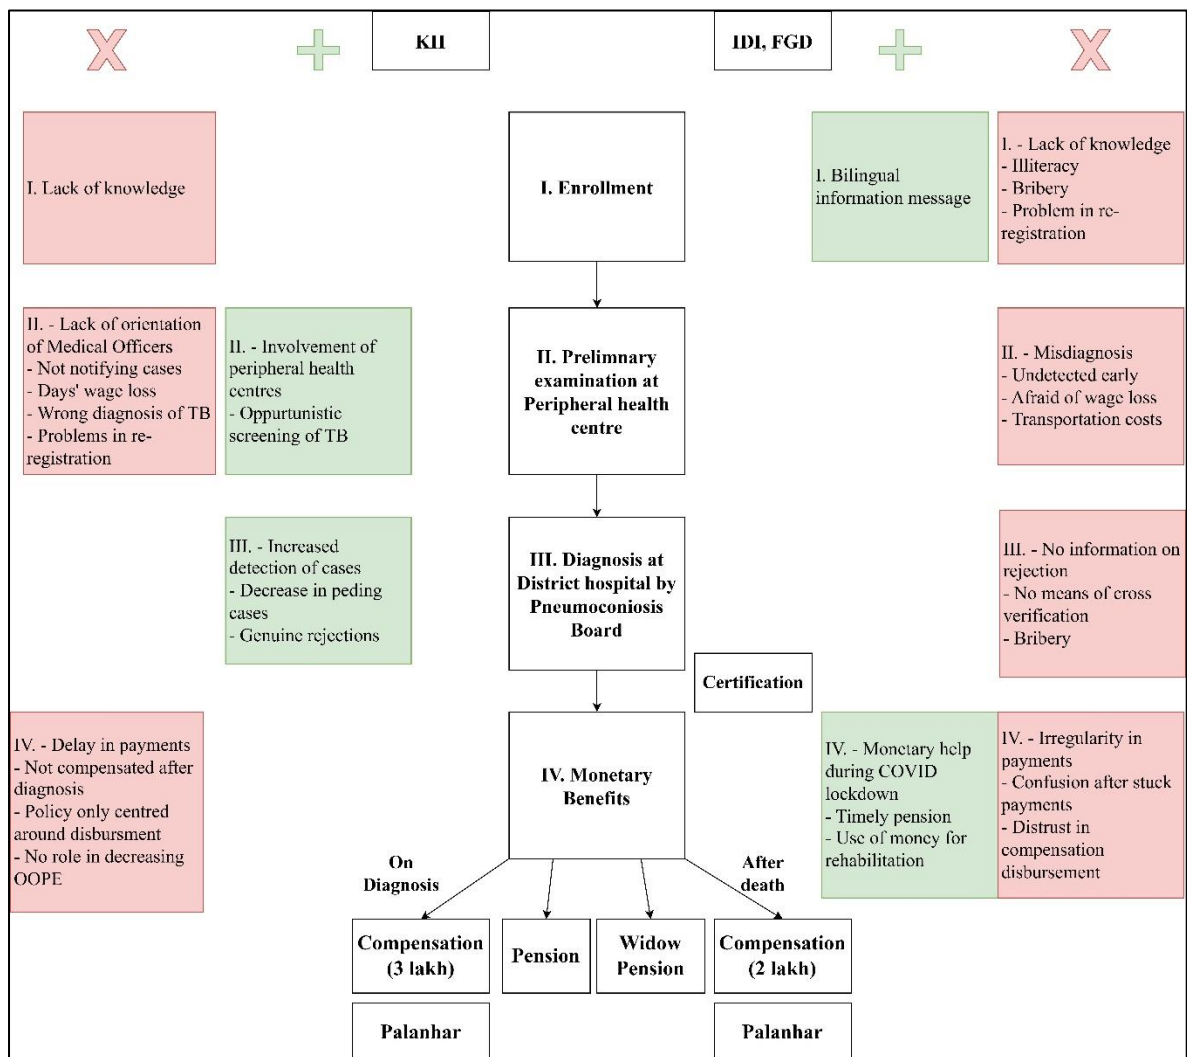 X
KII
IDI, FGD
X
I. Lack of knowledge
I. Enrollment
I. Bilingual
information message
I. - Lack of knowledge
- Illiteracy
- Bribery
- Problem in re-
registration
II. - Lack of orientation
of Medical Officers
- Not notifying cases
- Days' wage loss
- Wrong diagnosis of TB
- Problems in re-
registration
II. - Involvement of
peripheral health
centres
- Oppurtunistic
screening of TB
II. Prelimnary
examination at
Peripheral health
centre
II. - Misdiagnosis
- Undetected early
- Afraid of wage loss
- Transportation costs
III. - Increased
detection of cases
- Decrease in peding
cases
- Genuine rejections
III. Diagnosis at
District hospital by
Pneumoconiosis
Board
III. - No information on
rejection
- No means of cross
verification
- Bribery
Certification
IV. - Delay in payments
- Not compensated after
diagnosis
- Policy only centred
around disbursment
- No role in decreasing
OOPE
IV. Monetary
Benefits
IV. - Monetary help
during COVID
lockdown
- Timely pension
- Use of money for
rehabilitation
IV. - Irregularity in
payments
- Confusion after stuck
payments
- Distrust in
compensation
disbursement
On
Diagnosis
After
death
Compensation
(3 lakh)
Pension
Widow
Pension
Compensation
(2 lakh)
Palanhar
Palanhar